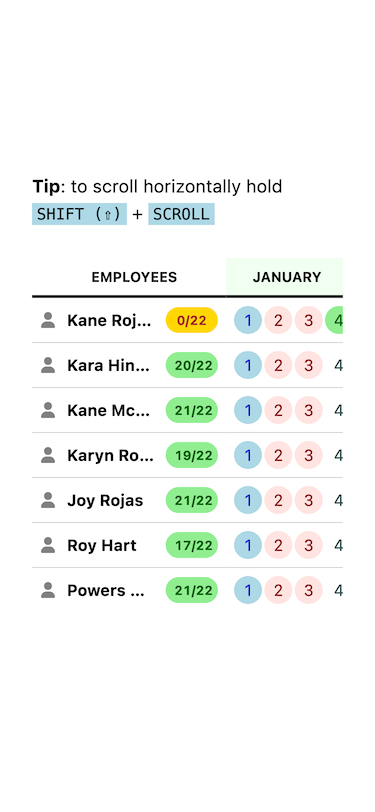 Tip: to scroll horizontally hold
SHIFT (⇧) + SCROLL
EMPLOYEES JANUARY
Kane Roj... 0/22 1 2 3 4
Kara Hin... 20/22 1 2 3 4
Kane Mc... 21/22 1 2 3 4
Karyn Ro... 19/22 1 2 3 4
Joy Rojas 21/22 1 2 3 4
Roy Hart 17/22 1 2 3 4
Powers ... 21/22 1 2 3 4